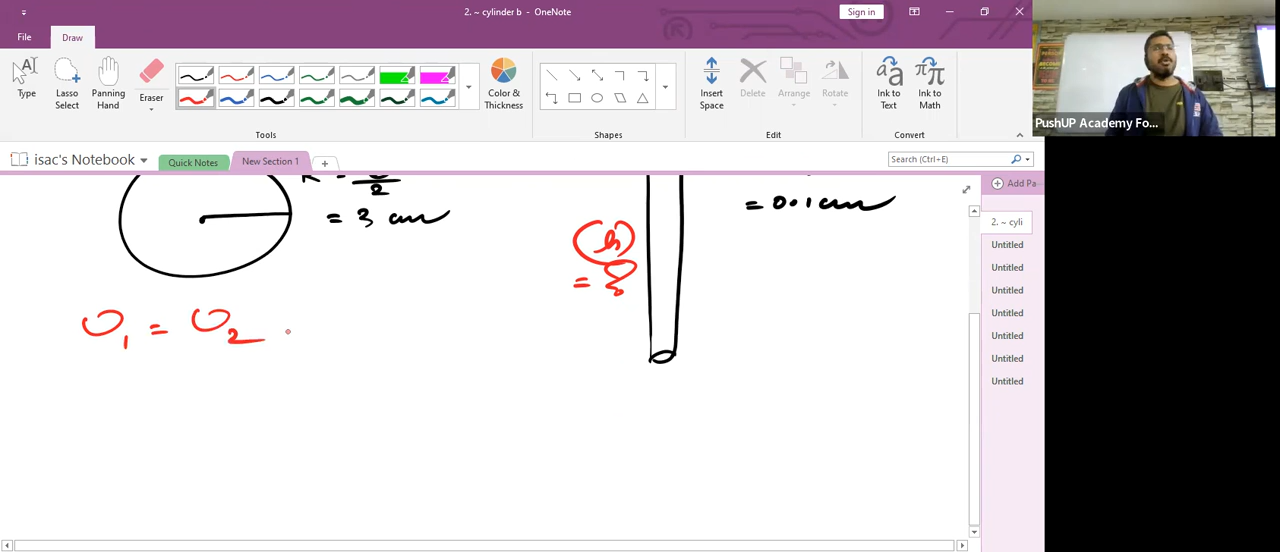 2. ~ cylinder b - OneNote
Sign in
File
Draw
Type
Lasso
Select
Panning
Hand
Eraser
Color &
Thickness
Insert
Space
Delete
Arrange
Rotate
Ink to
Text
Ink to
Math
Tools
Shapes
Edit
Convert
PushUP Academy Fo...
isac's Notebook
Quick Notes
New Section 1
Search (Ctrl+E)
Add Pa
2. ~ cyli
Untitled
Untitled
Untitled
Untitled
Untitled
Untitled
Untitled
2
= 3 cm
= 0.1 cm
(h)
= ?
1 = 2